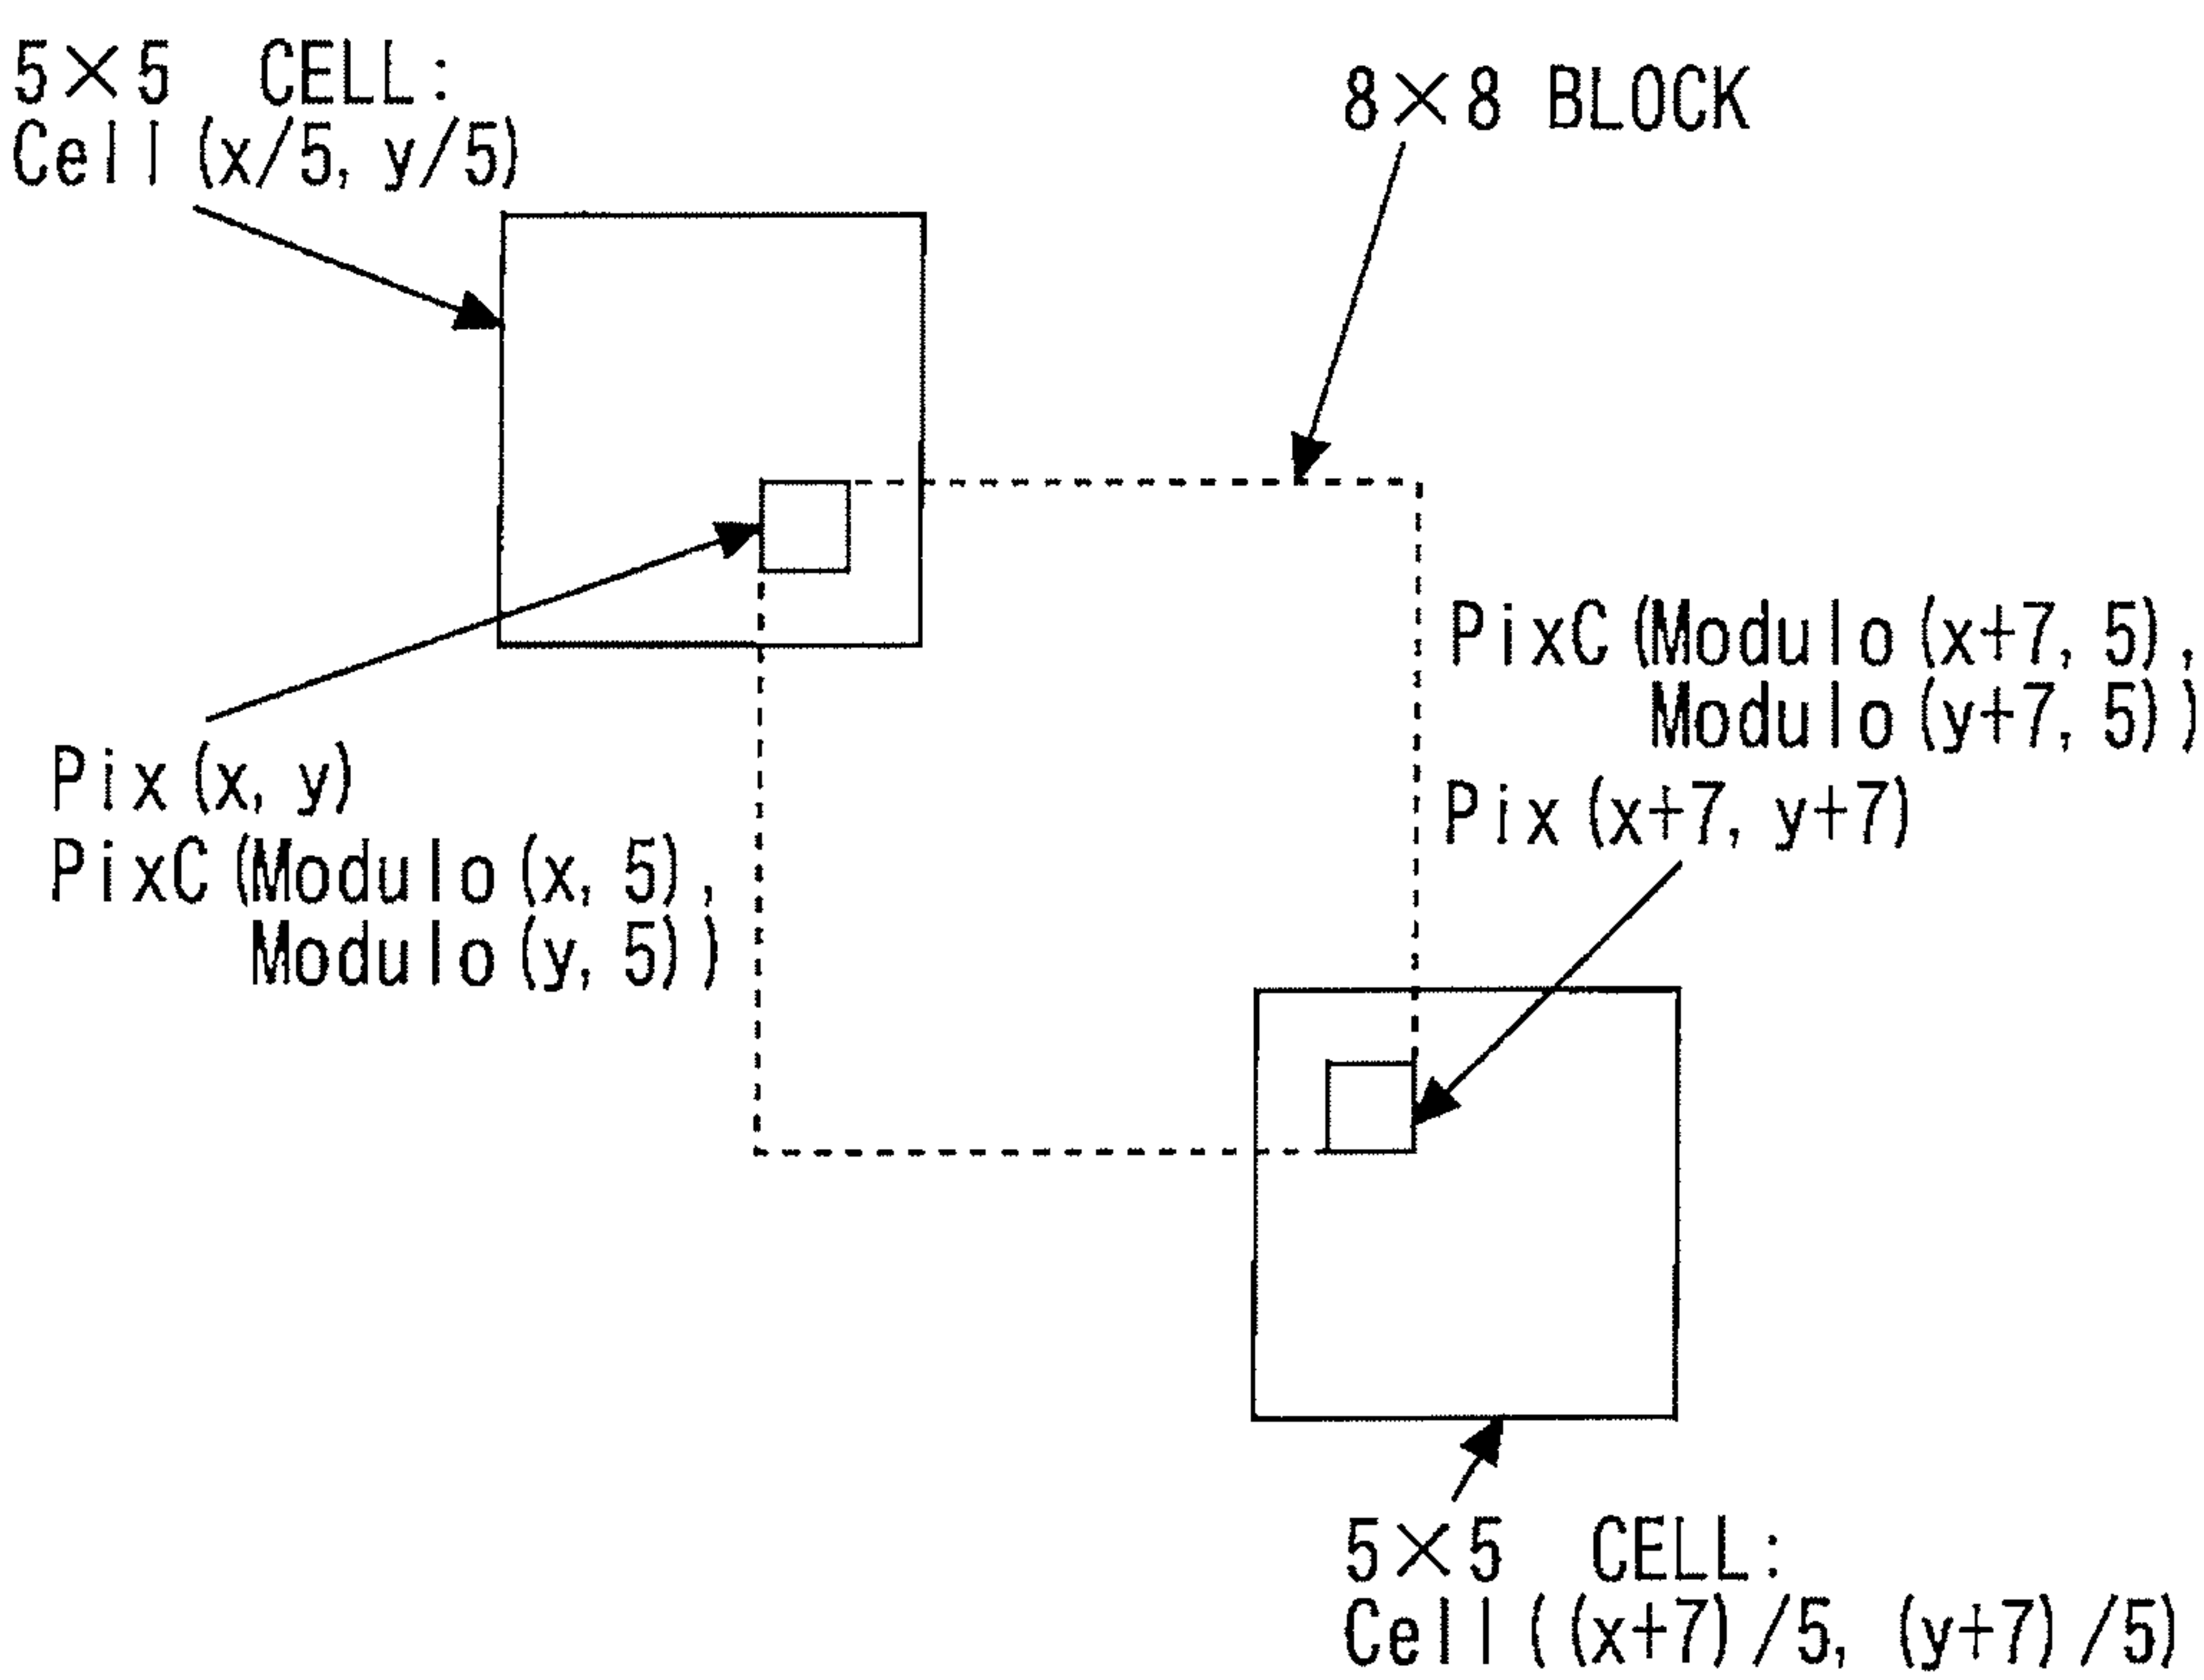 5×5 CELL:
Cell(x/5, y/5)
8×8 BLOCK
Pix(x, y)
PixC(Modulo(x, 5),
Modulo(y, 5))
PixC(Modulo(x+7, 5),
Modulo(y+7, 5))
Pix(x+7, y+7)
5×5 CELL:
Cell((x+7)/5, (y+7)/5)